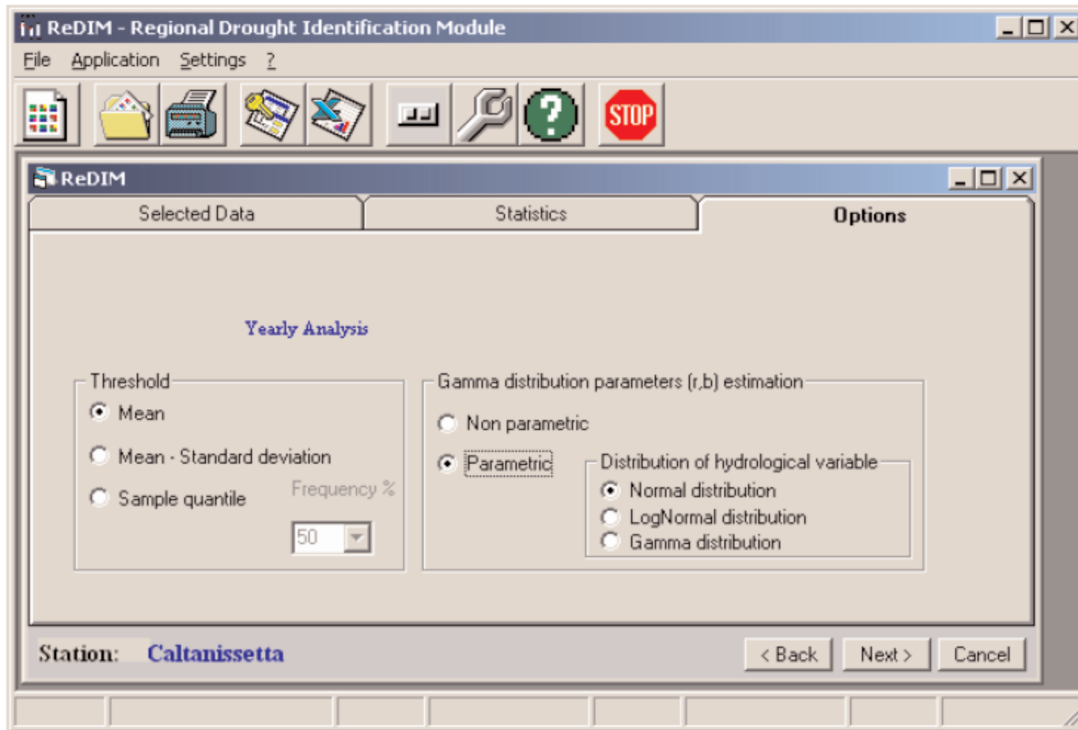 ReDIM - Regional Drought Identification Module
File Application Settings ?
STOP
ReDIM
Selected Data Statistics Options
Yearly Analysis
Threshold
Mean
Mean - Standard deviation
Sample quantile Frequency %
50
Gamma distribution parameters (r,b) estimation
Non parametric
Parametric
Distribution of hydrological variable
Normal distribution
LogNormal distribution
Gamma distribution
Station: Caltanissetta
< Back Next > Cancel